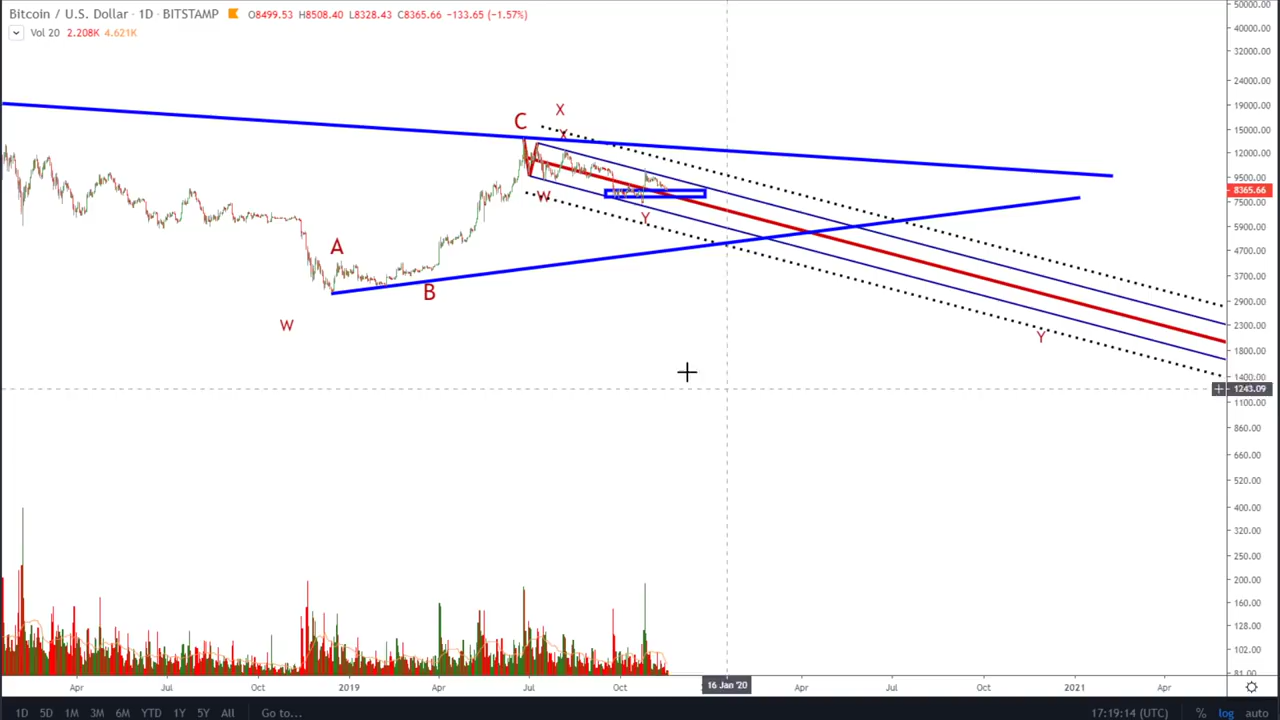 Bitcoin / U.S. Dollar · 1D · BITSTAMP O8499.53 H8508.40 L8328.43 C8365.66 −133.65 (−1.57%)
Vol 20 2.208K 4.621K
50000.00
40000.00
32000.00
24000.00
19000.00
15000.00
12000.00
9500.00
8365.66
7500.00
5900.00
4700.00
3700.00
2900.00
2300.00
1800.00
1400.00
1243.09
1100.00
860.00
660.00
520.00
400.00
320.00
250.00
200.00
160.00
128.00
102.00
81.00
X
C
X
W
Y
A
B
W
Y
Apr Jul Oct 2019 Apr Jul Oct 16 Jan '20 Apr Jul Oct 2021 Apr
1D 5D 1M 3M 6M YTD 1Y 5Y All Go to... 17:19:14 (UTC) % log auto